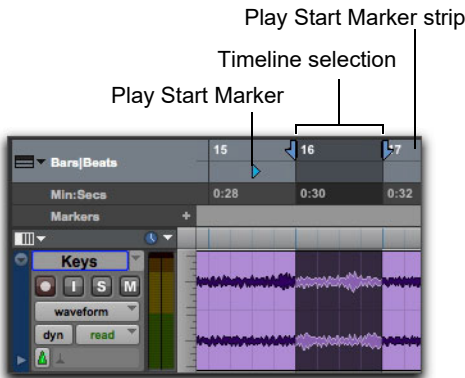 Play Start Marker strip
Timeline selection
Play Start Marker
Bars|Beats
15
16
17
Min:Secs
0:28
0:30
0:32
Markers
+
Keys
I
S
M
waveform
dyn
read